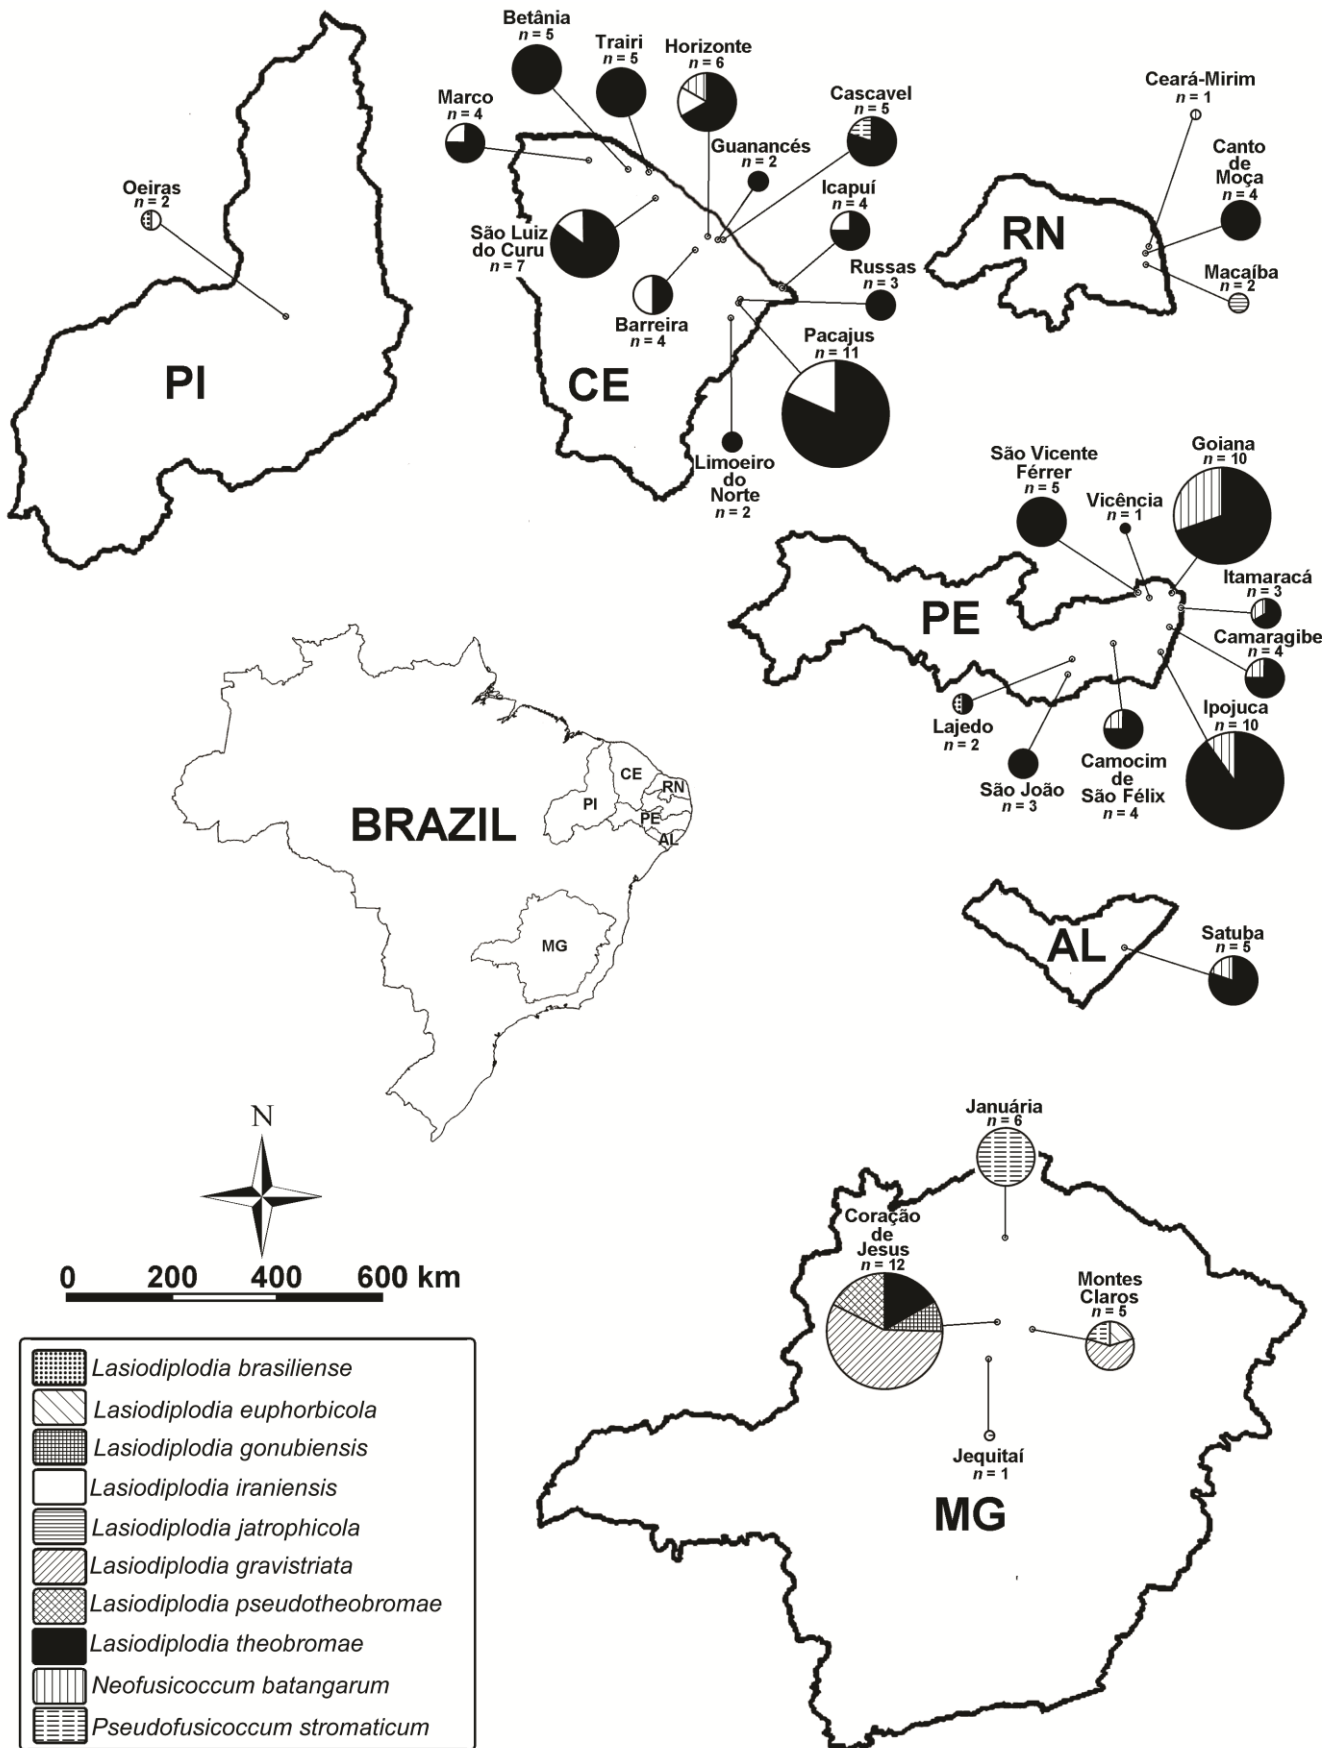 Betânia
n = 5
Trairi
n = 5
Horizonte
n = 6
Marco
n = 4
Cascavel
n = 5
Guanancés
n = 2
Icapuí
n = 4
São Luiz
do Curu
n = 7
Russas
n = 3
Barreira
n = 4
Pacajus
n = 11
CE
Limoeiro
do
Norte
n = 2
Oeiras
n = 2
PI
Ceará-Mirim
n = 1
Canto
de
Moça
n = 4
RN
Macaíba
n = 2
São Vicente
Férrer
n = 5
Vicência
n = 1
Goiana
n = 10
Itamaracá
n = 3
Camaragibe
n = 4
PE
Ipojuca
n = 10
Lajedo
n = 2
São João
n = 3
Camocim
de
São Félix
n = 4
BRAZIL
CE
RN
PI
PE
AL
MG
AL
Satuba
n = 5
N
0 200 400 600 km
Januária
n = 6
Coração
de
Jesus
n = 12
Montes
Claros
n = 5
Jequitaí
n = 1
MG
Lasiodiplodia brasiliense
Lasiodiplodia euphorbicola
Lasiodiplodia gonubiensis
Lasiodiplodia iraniensis
Lasiodiplodia jatrophicola
Lasiodiplodia gravistriata
Lasiodiplodia pseudotheobromae
Lasiodiplodia theobromae
Neofusicoccum batangarum
Pseudofusicoccum stromaticum